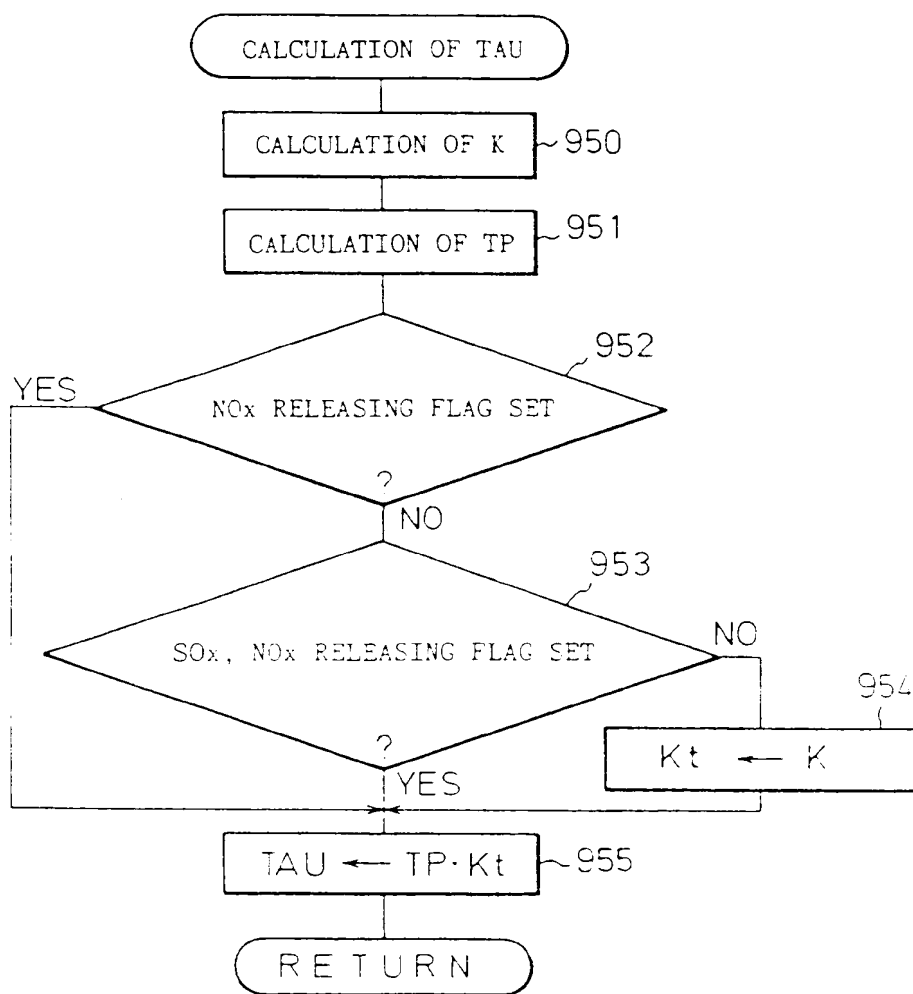 CALCULATION OF TAU
CALCULATION OF K
950
CALCULATION OF TP
951
952
YES
NOx RELEASING FLAG SET
?
NO
953
SOx, NOx RELEASING FLAG SET
NO
954
?
Kt ← K
YES
TAU ← TP·Kt
955
RETURN